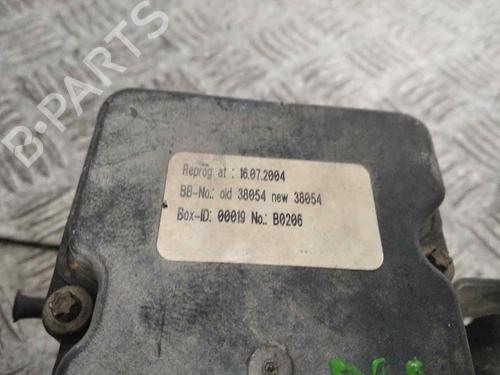 B-PARTS
Reprog at : 16.07.2004
BB-No.: old 38054 new 38054
Box-ID: 00019 No.: B0206